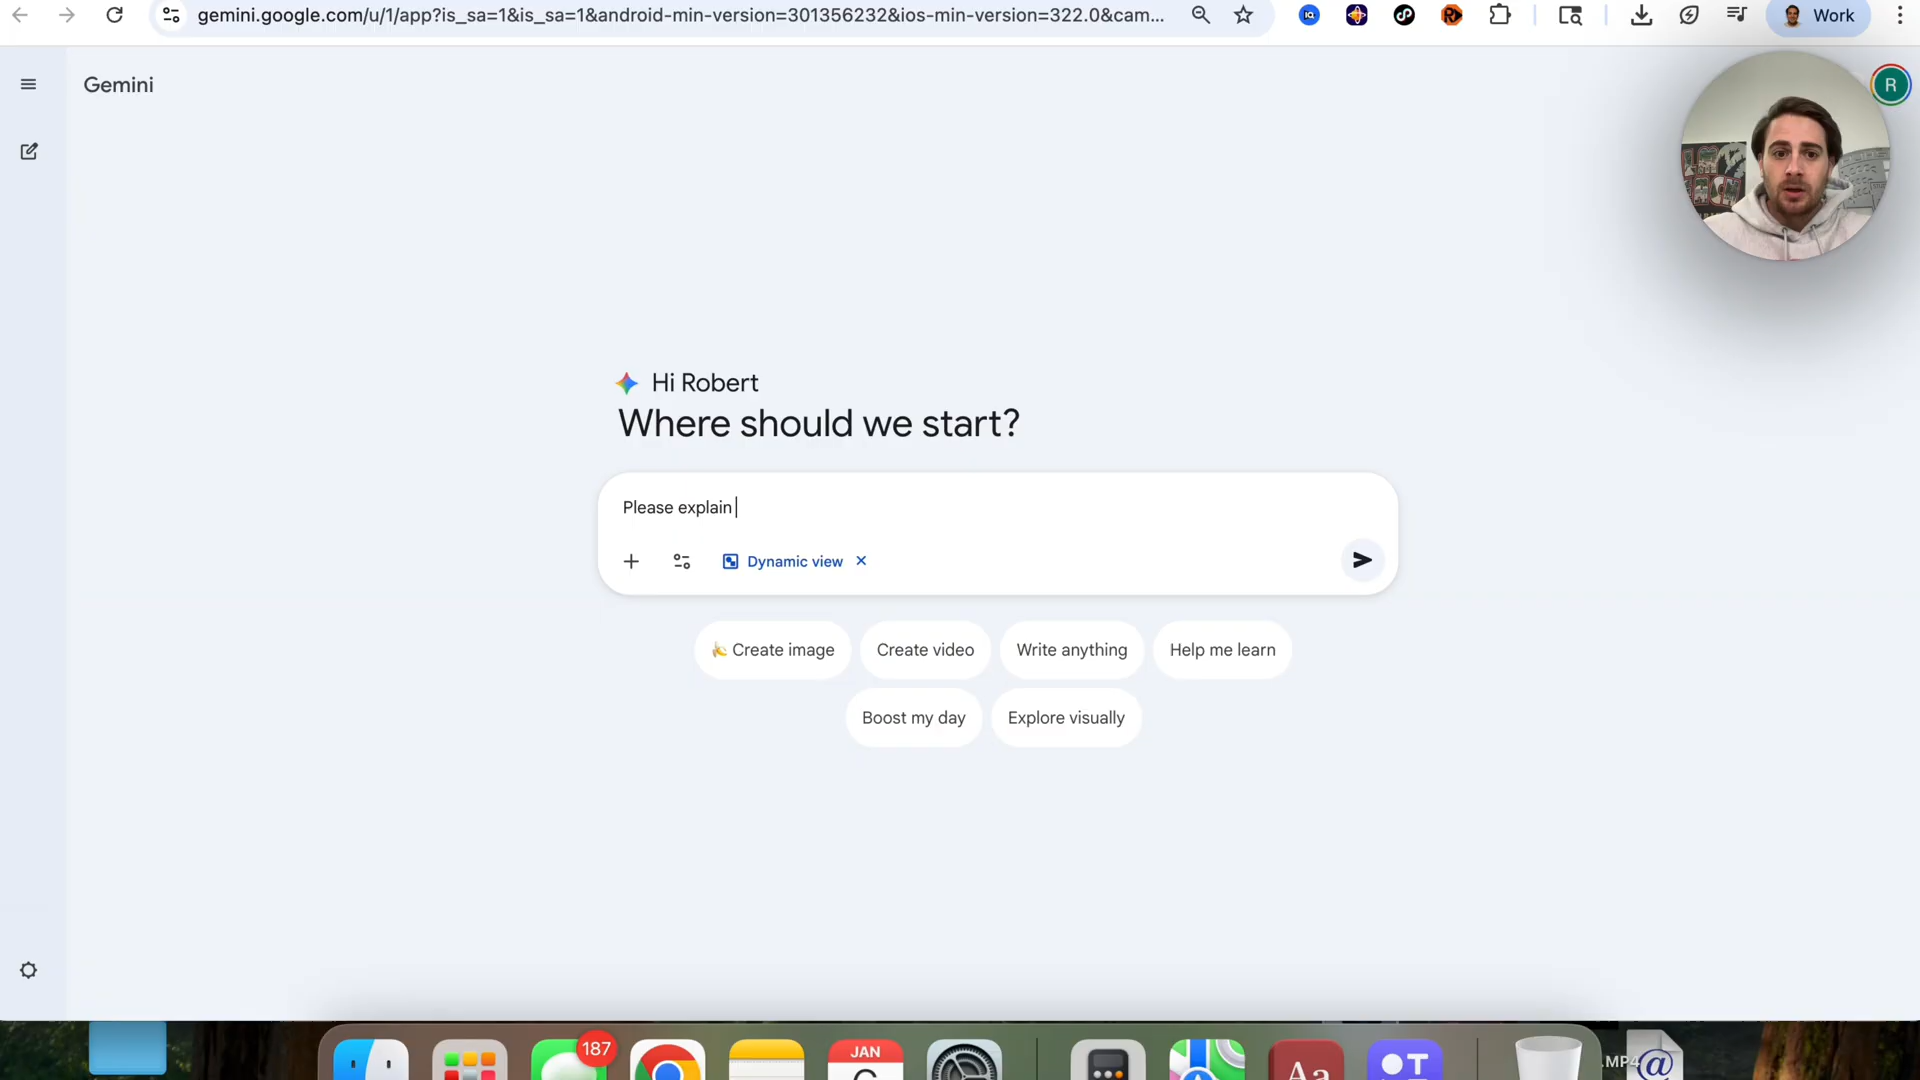 gemini.google.com/u/1/app?is_sa=1&is_sa=1&android-min-version=301356232&ios-min-version=322.0&cam...
Work
Gemini
R
Hi Robert
Where should we start?
Please explain
Dynamic view
Create image
Create video
Write anything
Help me learn
Boost my day
Explore visually
187
JAN
Aa
T
.MP4
@